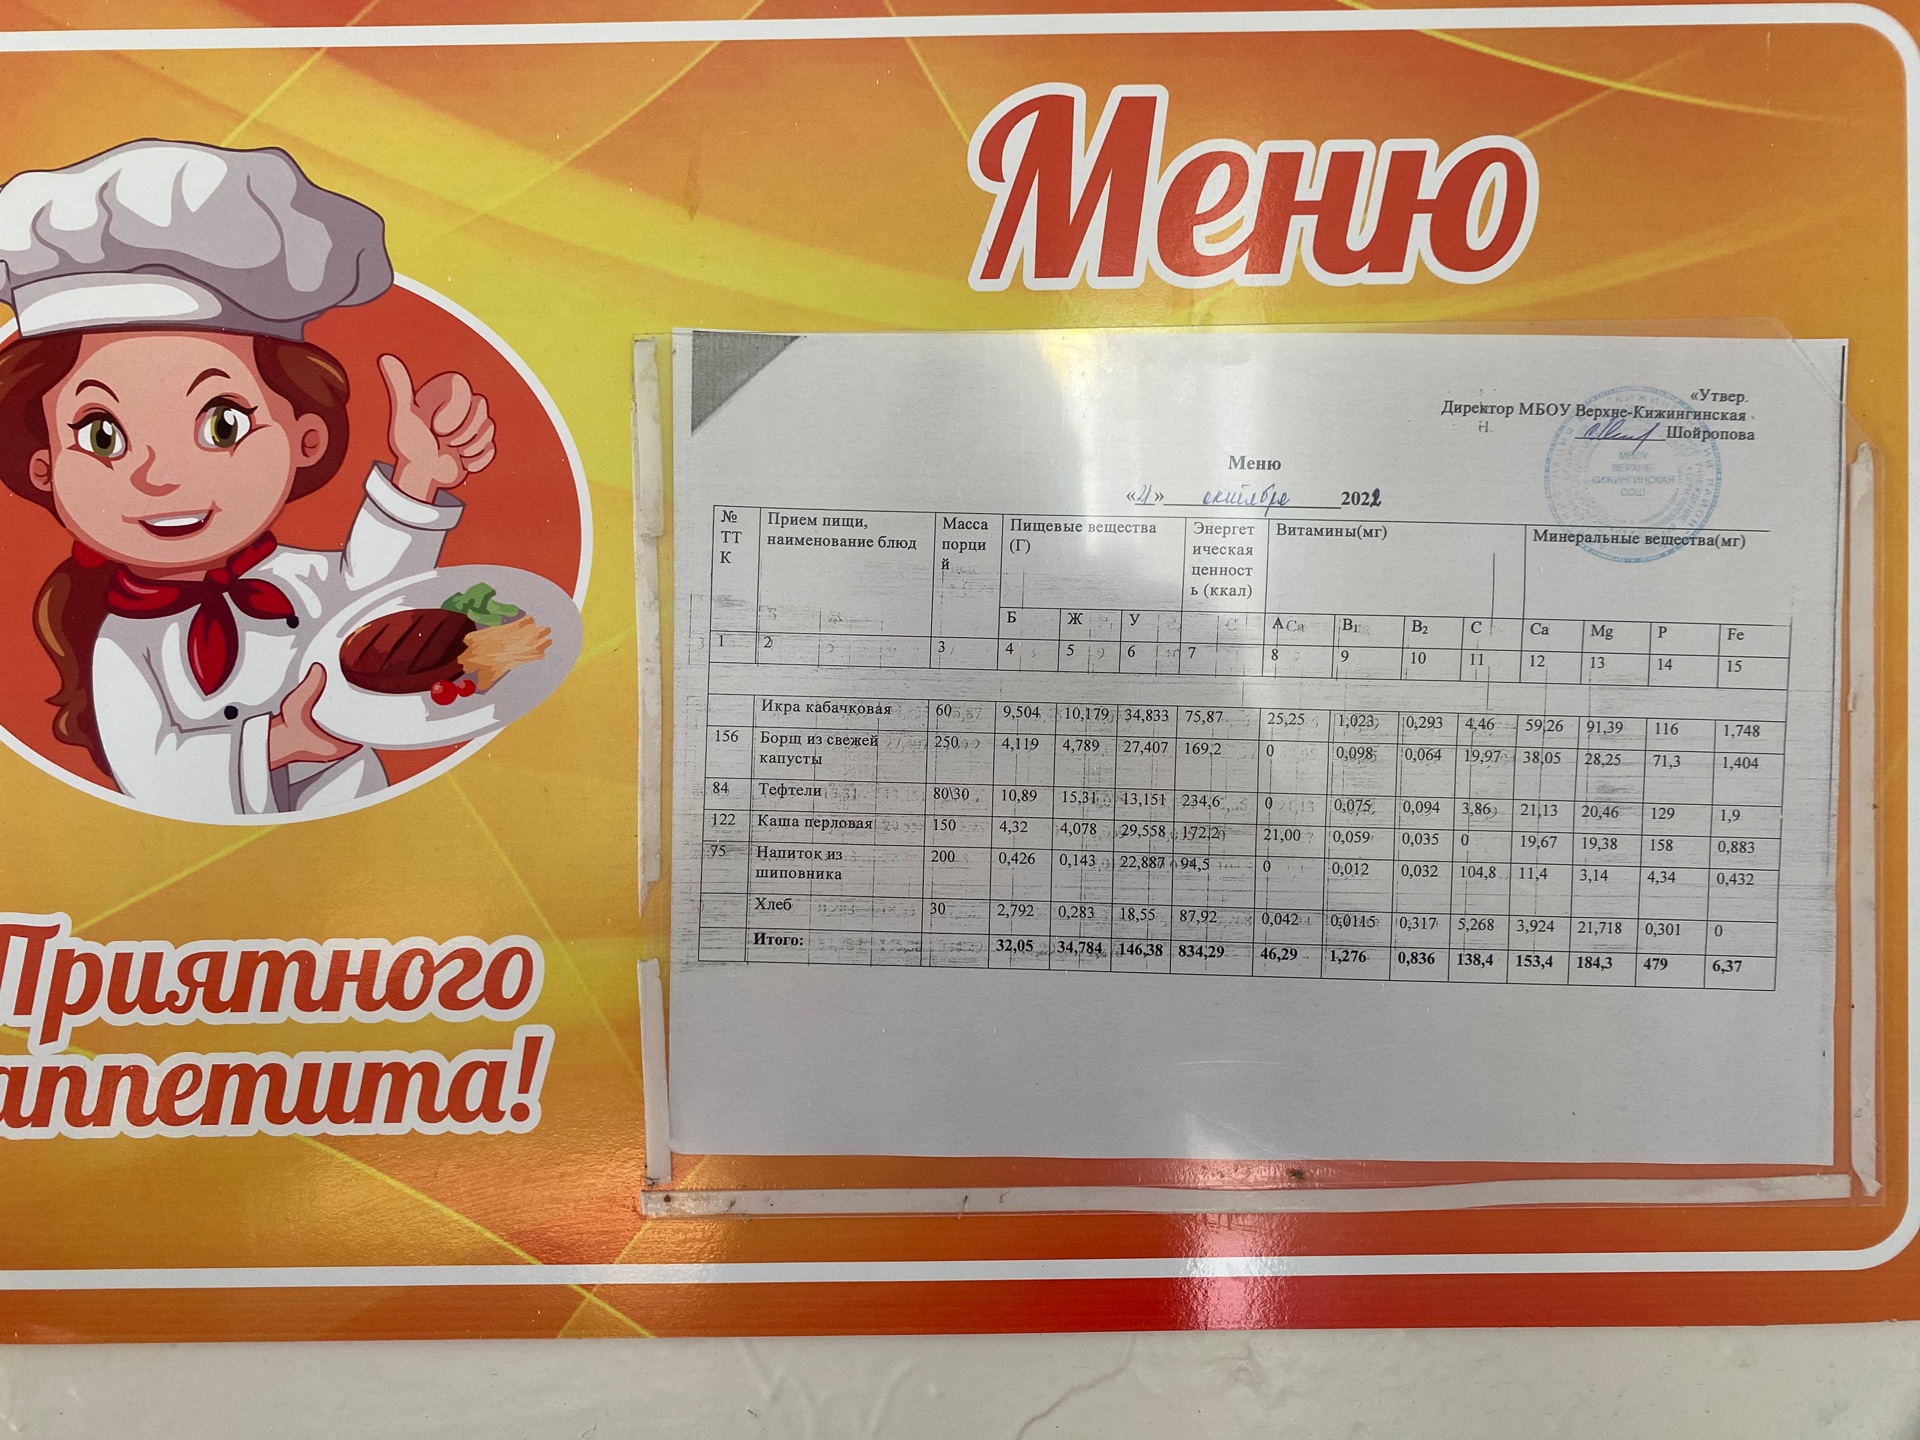 Меню
«Утвер.
Директор МБОУ Верхне-Кижингинская
Н. Шойропова
МБОУ
ВЕРХНЕ-
КИЖИНГИНСКАЯ
СОШ
Меню
«21» октября 2022
№ ТТК Прием пищи, наименование блюд Масса порций Пищевые вещества (Г) Энергетическая ценность (ккал) Витамины(мг) Минеральные вещества(мг)
Б Ж У А В1 В2 С Ca Mg P Fe
1 2 3 4 5 6 7 8 9 10 11 12 13 14 15
Икра кабачковая 60 9,504 10,179 34,833 75,87 25,25 1,023 0,293 4,46 59,26 91,39 116 1,748
156 Борщ из свежей капусты 250 4,119 4,789 27,407 169,2 0 0,098 0,064 19,97 38,05 28,25 71,3 1,404
84 Тефтели 80\30 10,89 15,31 13,151 234,6 0 0,075 0,094 3,86 21,13 20,46 129 1,9
122 Каша перловая 150 4,32 4,078 29,558 172,2 21,00 0,059 0,035 0 19,67 19,38 158 0,883
75 Напиток из шиповника 200 0,426 0,143 22,887 94,5 0 0,012 0,032 104,8 11,4 3,14 4,34 0,432
Хлеб 30 2,792 0,283 18,55 87,92 0,042 0,0115 0,317 5,268 3,924 21,718 0,301 0
Итого: 32,05 34,784 146,38 834,29 46,29 1,276 0,836 138,4 153,4 184,3 479 6,37
Приятного
аппетита!